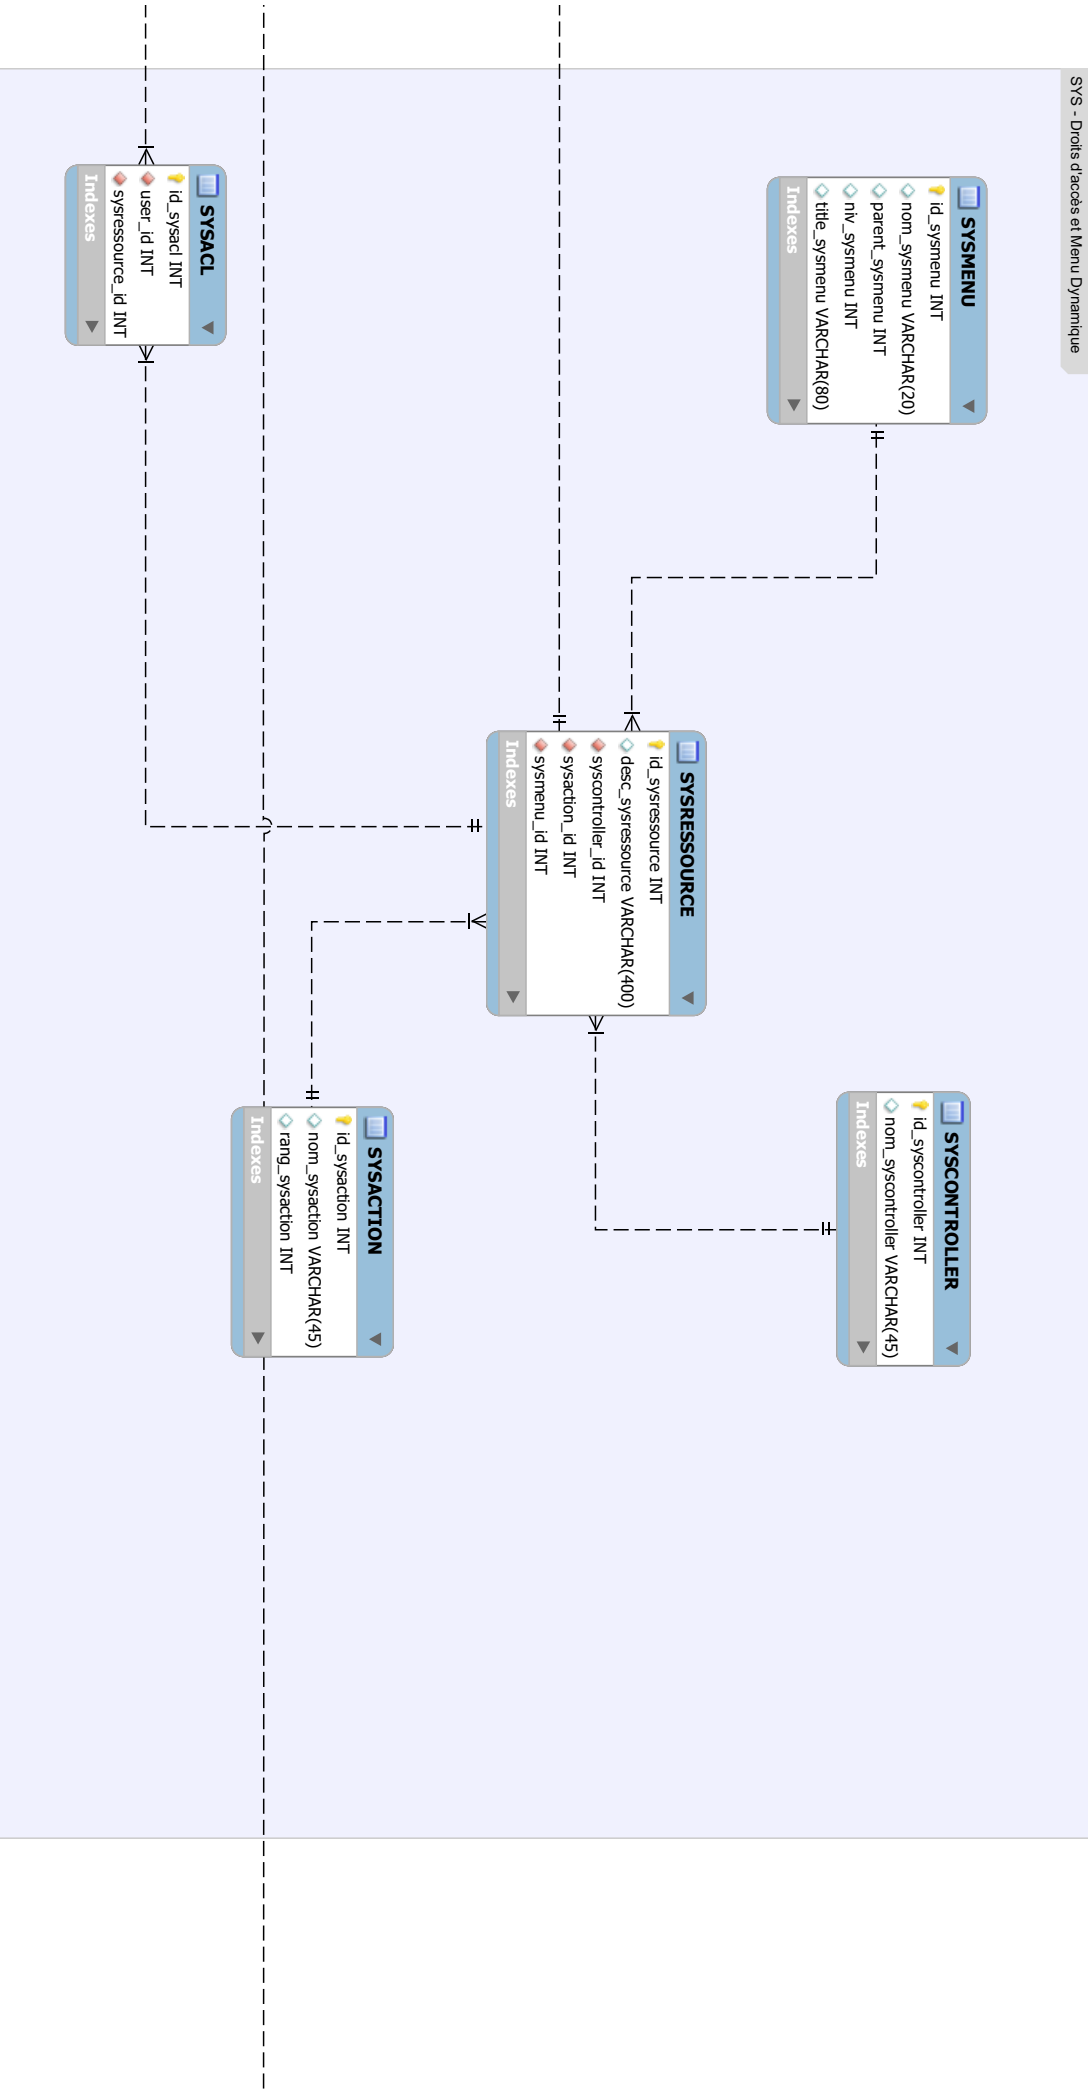 SYS - Droits d'accès et Menu Dynamique
SYSMENU
id_sysmenu INT
nom_sysmenu VARCHAR(20)
parent_sysmenu INT
niv_sysmenu INT
title_sysmenu VARCHAR(80)
Indexes
SYSCONTROLLER
id_syscontroller INT
nom_syscontroller VARCHAR(45)
Indexes
SYSRESSOURCE
id_sysressource INT
desc_sysressource VARCHAR(400)
syscontroller_id INT
sysaction_id INT
sysmenu_id INT
Indexes
SYSACTION
id_sysaction INT
nom_sysaction VARCHAR(45)
rang_sysaction INT
Indexes
SYSACL
id_sysacl INT
user_id INT
sysressource_id INT
Indexes